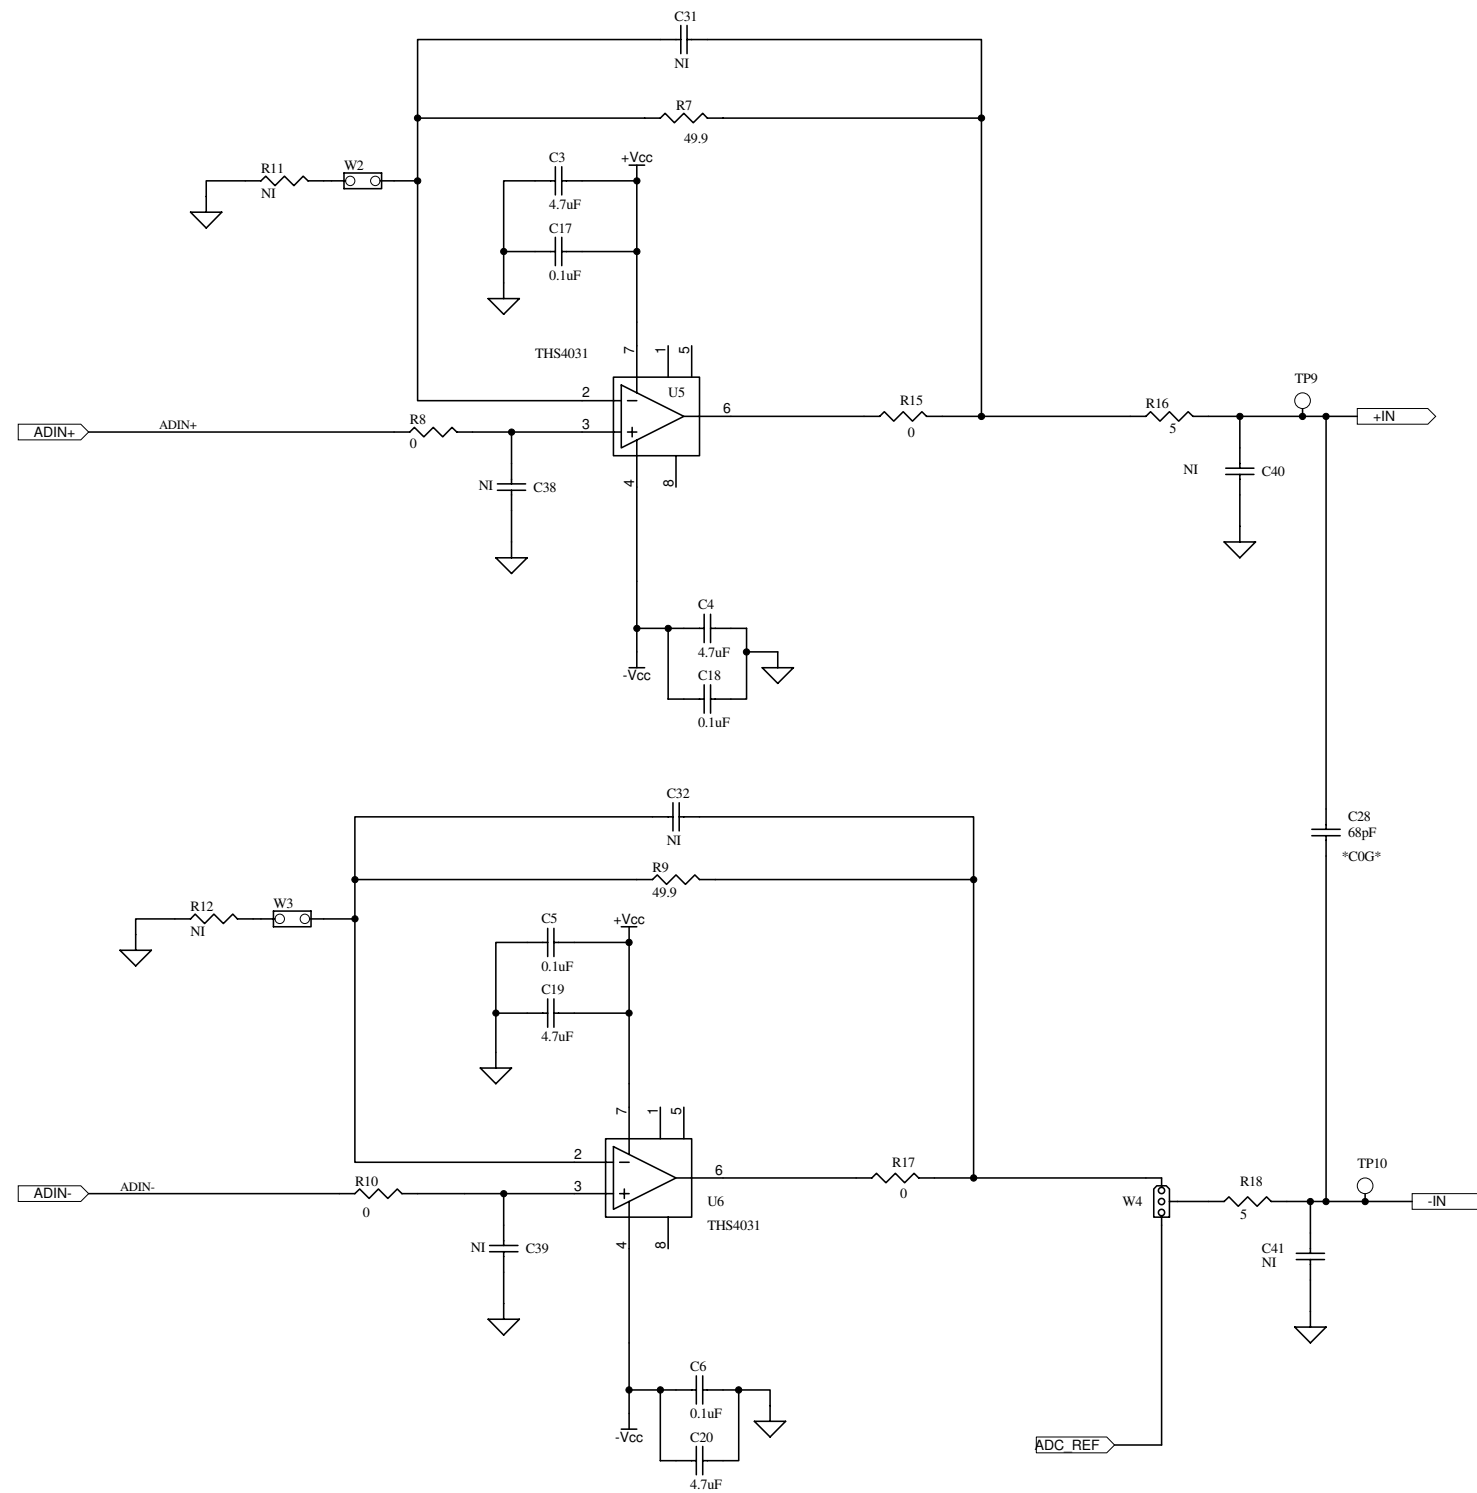 C31
NI
R7
49.9
+Vcc
C3
4.7uF
C17
0.1uF
R11
NI
W2
THS4031
7
1
5
U5
2
3
6
4
8
ADIN+
ADIN+
R8
0
NI
C38
R15
0
R16
5
TP9
+IN
NI
C40
C4
4.7uF
-Vcc
C18
0.1uF
C32
NI
R9
49.9
C28
68pF
*C0G*
R12
NI
W3
+Vcc
C5
0.1uF
C19
4.7uF
7
1
5
2
3
6
4
8
U6
THS4031
ADIN-
ADIN-
R10
0
NI
C39
R17
0
W4
R18
5
TP10
-IN
C41
NI
C6
0.1uF
-Vcc
C20
4.7uF
ADC_REF